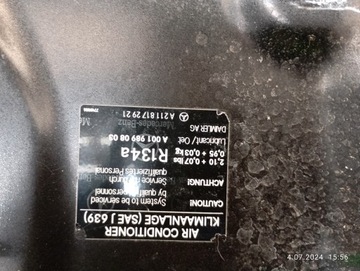 AIR CONDITIONER
KLIMAANLAGE (SAE 639)
CAUTION:
System to be serviced
by qualified personnel
ACHTUNG:
Service nur durch
qualifiziertes Personal
R134a
2,10 + 0,07 lbs
0,95 + 0,03 kg
Lubricant/Oel: A 001 989 08 03
DAIMLER AG
Mercedes-Benz
A 211 817 29 21
4.07.2024 15:56